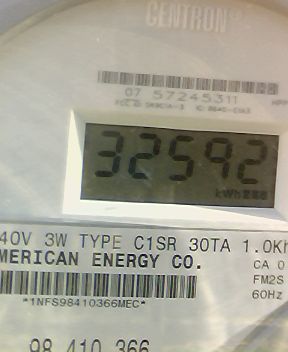 CENTRON®
07 57245311
32592
kWh
40V 3W TYPE C1SR 30TA 1.0Kh
MERICAN ENERGY CO.
CA 0
FM2S
60Hz
*1NFS98410366MEC*
98 410 366